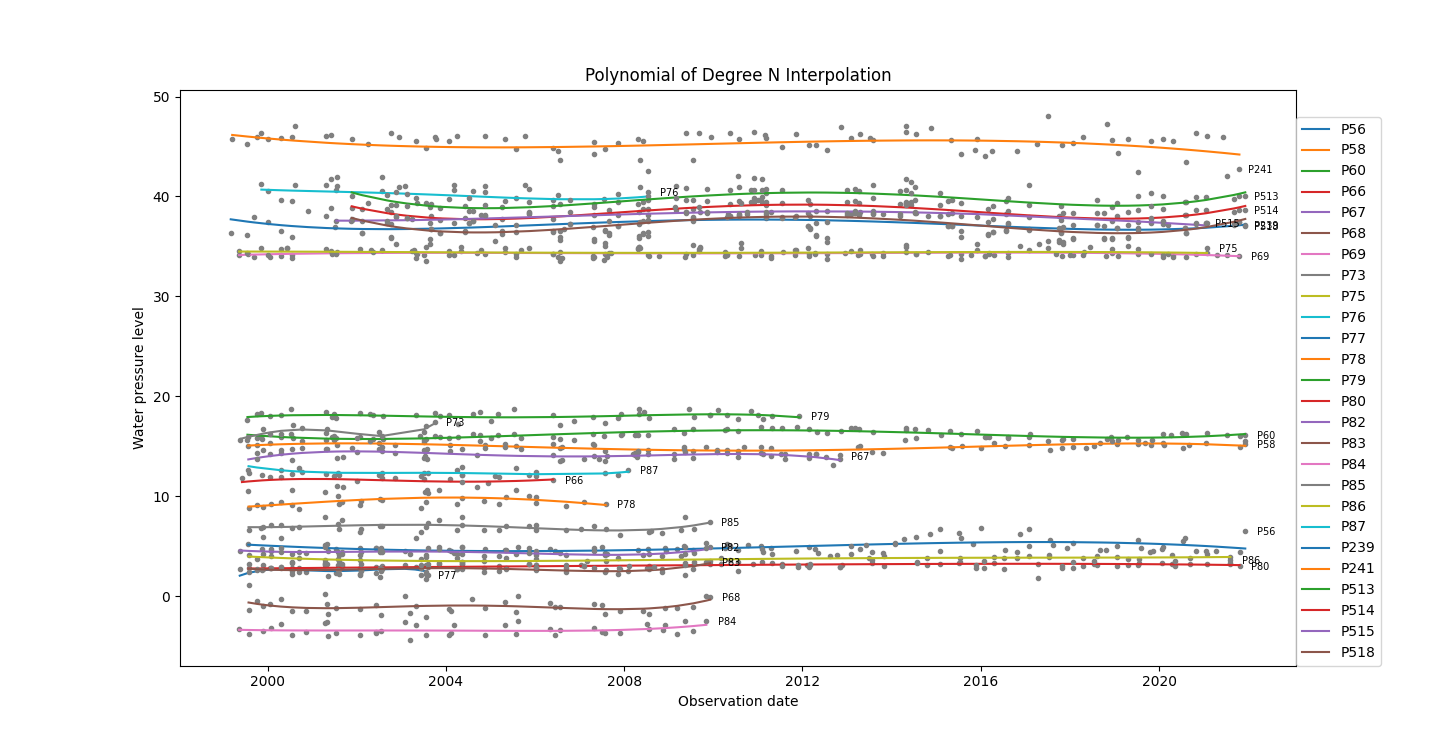 Polynomial of Degree N Interpolation
Water pressure level
50
40
30
20
10
0
2000
2004
2008
2012
2016
2020
Observation date
P241
P76
P513
P514
P515
P75
P69
P79
P73
P60
P58
P67
P87
P66
P78
P85
P56
P82
P83
P86
P80
P77
P68
P84
P56
P58
P60
P66
P67
P68
P69
P73
P75
P76
P77
P78
P79
P80
P82
P83
P84
P85
P86
P87
P239
P241
P513
P514
P515
P518